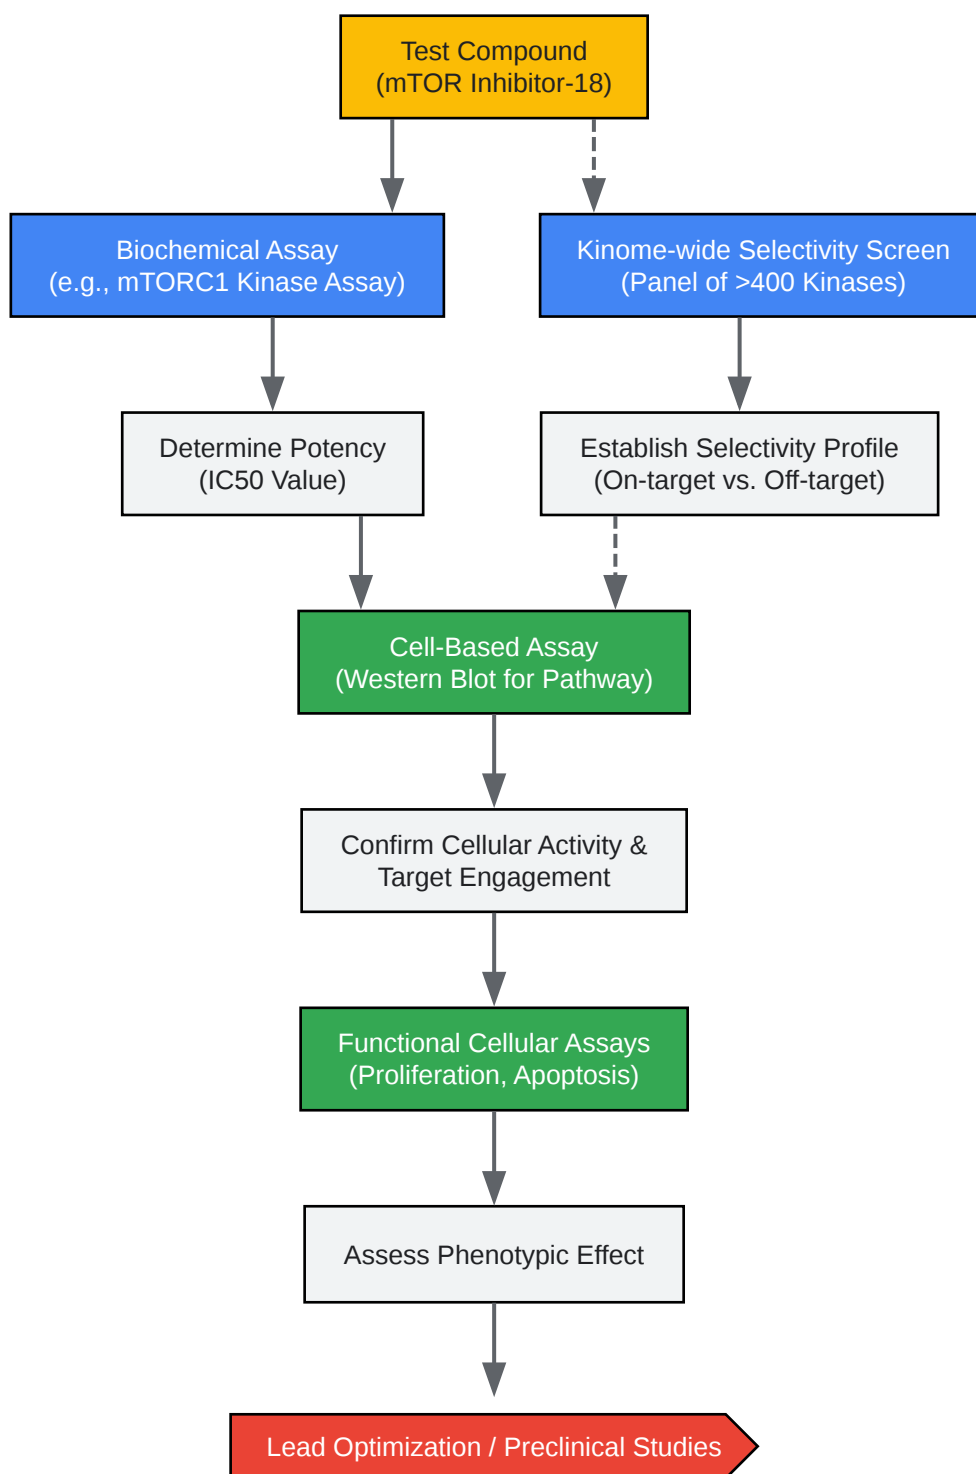 Test Compound
(mTOR Inhibitor-18)
Biochemical Assay
(e.g., mTORC1 Kinase Assay)
Kinome-wide Selectivity Screen
(Panel of >400 Kinases)
Determine Potency
(IC50 Value)
Establish Selectivity Profile
(On-target vs. Off-target)
Cell-Based Assay
(Western Blot for Pathway)
Confirm Cellular Activity &
Target Engagement
Functional Cellular Assays
(Proliferation, Apoptosis)
Assess Phenotypic Effect
Lead Optimization / Preclinical Studies